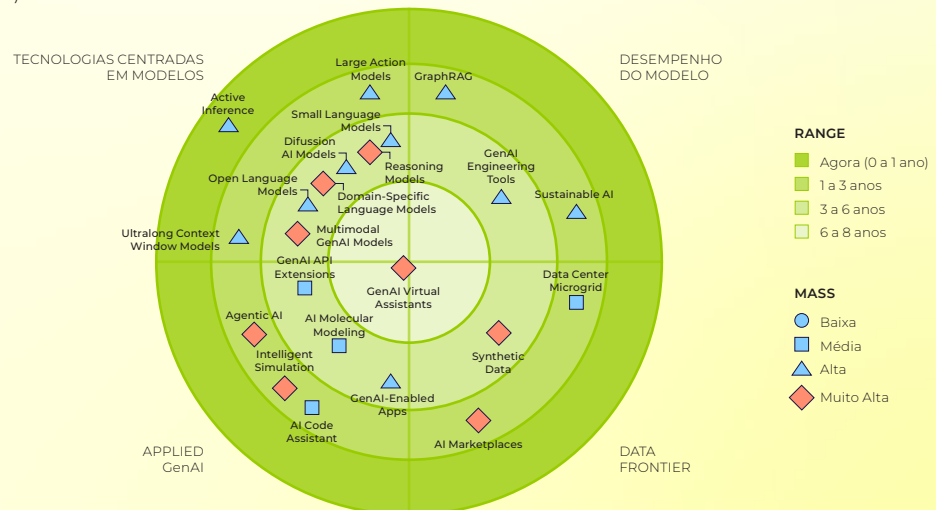 TECNOLOGIAS CENTRADAS
EM MODELOS
DESEMPENHO
DO MODELO
Large Action
Models
GraphRAG
Active
Inference
Small Language
Models
Difussion
AI Models
Reasoning
Models
GenAI
Engineering
Tools
Open Language
Models
Domain-Specific
Language Models
Sustainable AI
Ultralong Context
Window Models
Multimodal
GenAI Models
GenAI API
Extensions
GenAI Virtual
Assistants
Data Center
Microgrid
Agentic AI
AI Molecular
Modeling
Intelligent
Simulation
Synthetic
Data
GenAI-Enabled
Apps
AI Code
Assistant
AI Marketplaces
APPLIED
GenAI
DATA
FRONTIER
RANGE
Agora (0 a 1 ano)
1 a 3 anos
3 a 6 anos
6 a 8 anos
MASS
Baixa
Média
Alta
Muito Alta